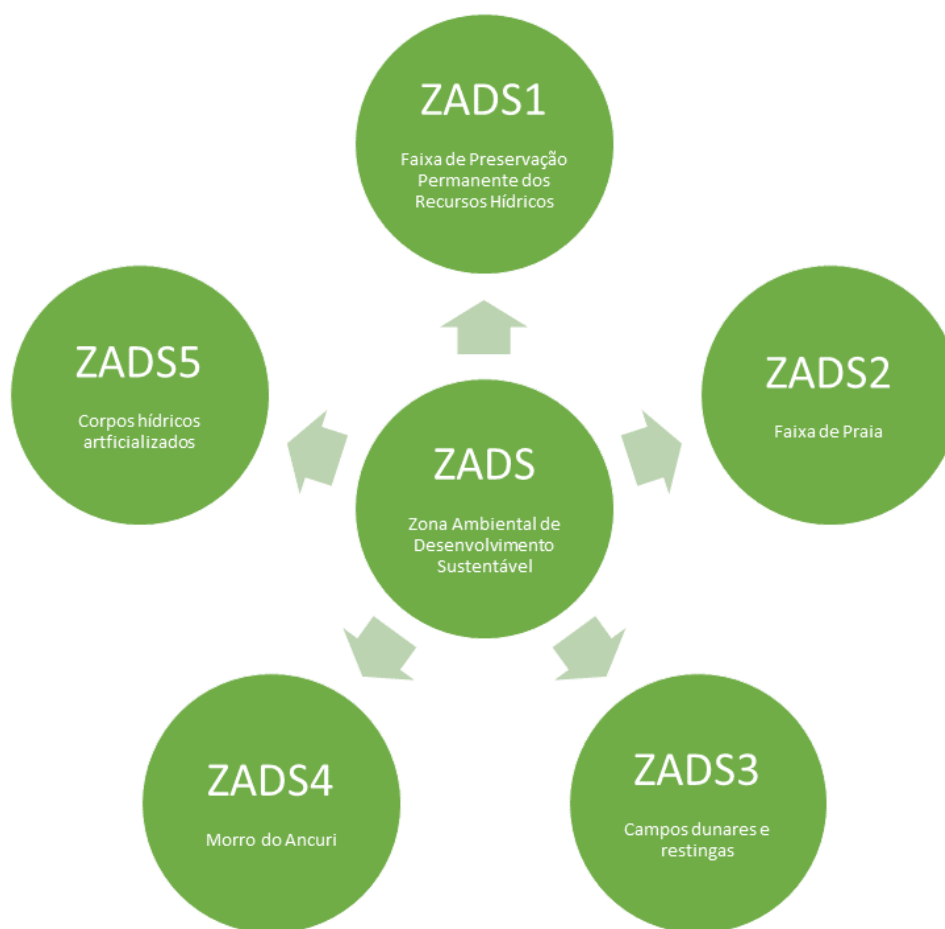 ZADS1
Faixa de Preservação
Permanente dos
Recursos Hídricos
ZADS5
Corpos hídricos
artficializados
ZADS2
Faixa de Praia
ZADS
Zona Ambiental de
Desenvolvimento
Sustentável
ZADS4
Morro do Ancuri
ZADS3
Campos dunares e
restingas